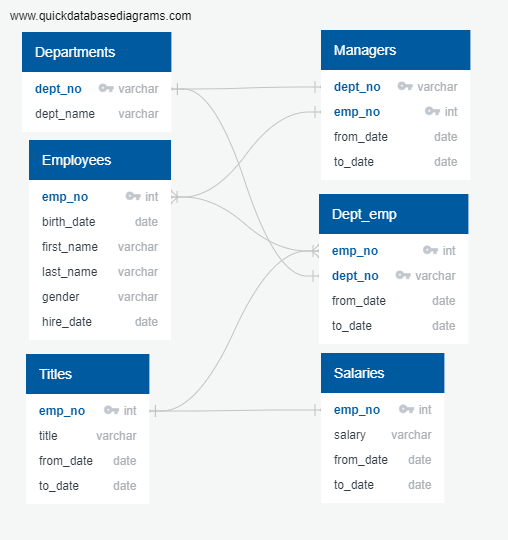 www.quickdatabasediagrams.com
Departments
dept_no varchar
dept_name varchar
Employees
emp_no int
birth_date date
first_name varchar
last_name varchar
gender varchar
hire_date date
Titles
emp_no int
title varchar
from_date date
to_date date
Managers
dept_no varchar
emp_no int
from_date date
to_date date
Dept_emp
emp_no int
dept_no varchar
from_date date
to_date date
Salaries
emp_no int
salary varchar
from_date date
to_date date